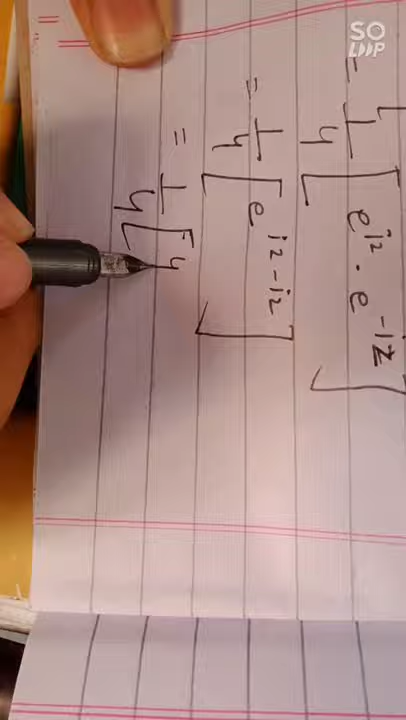 SO
LOOP
= 1/4 [ e^{iz} · e^{-iz} ]
= 1/4 [ e^{iz-iz} ]
= 1/4 [ 4